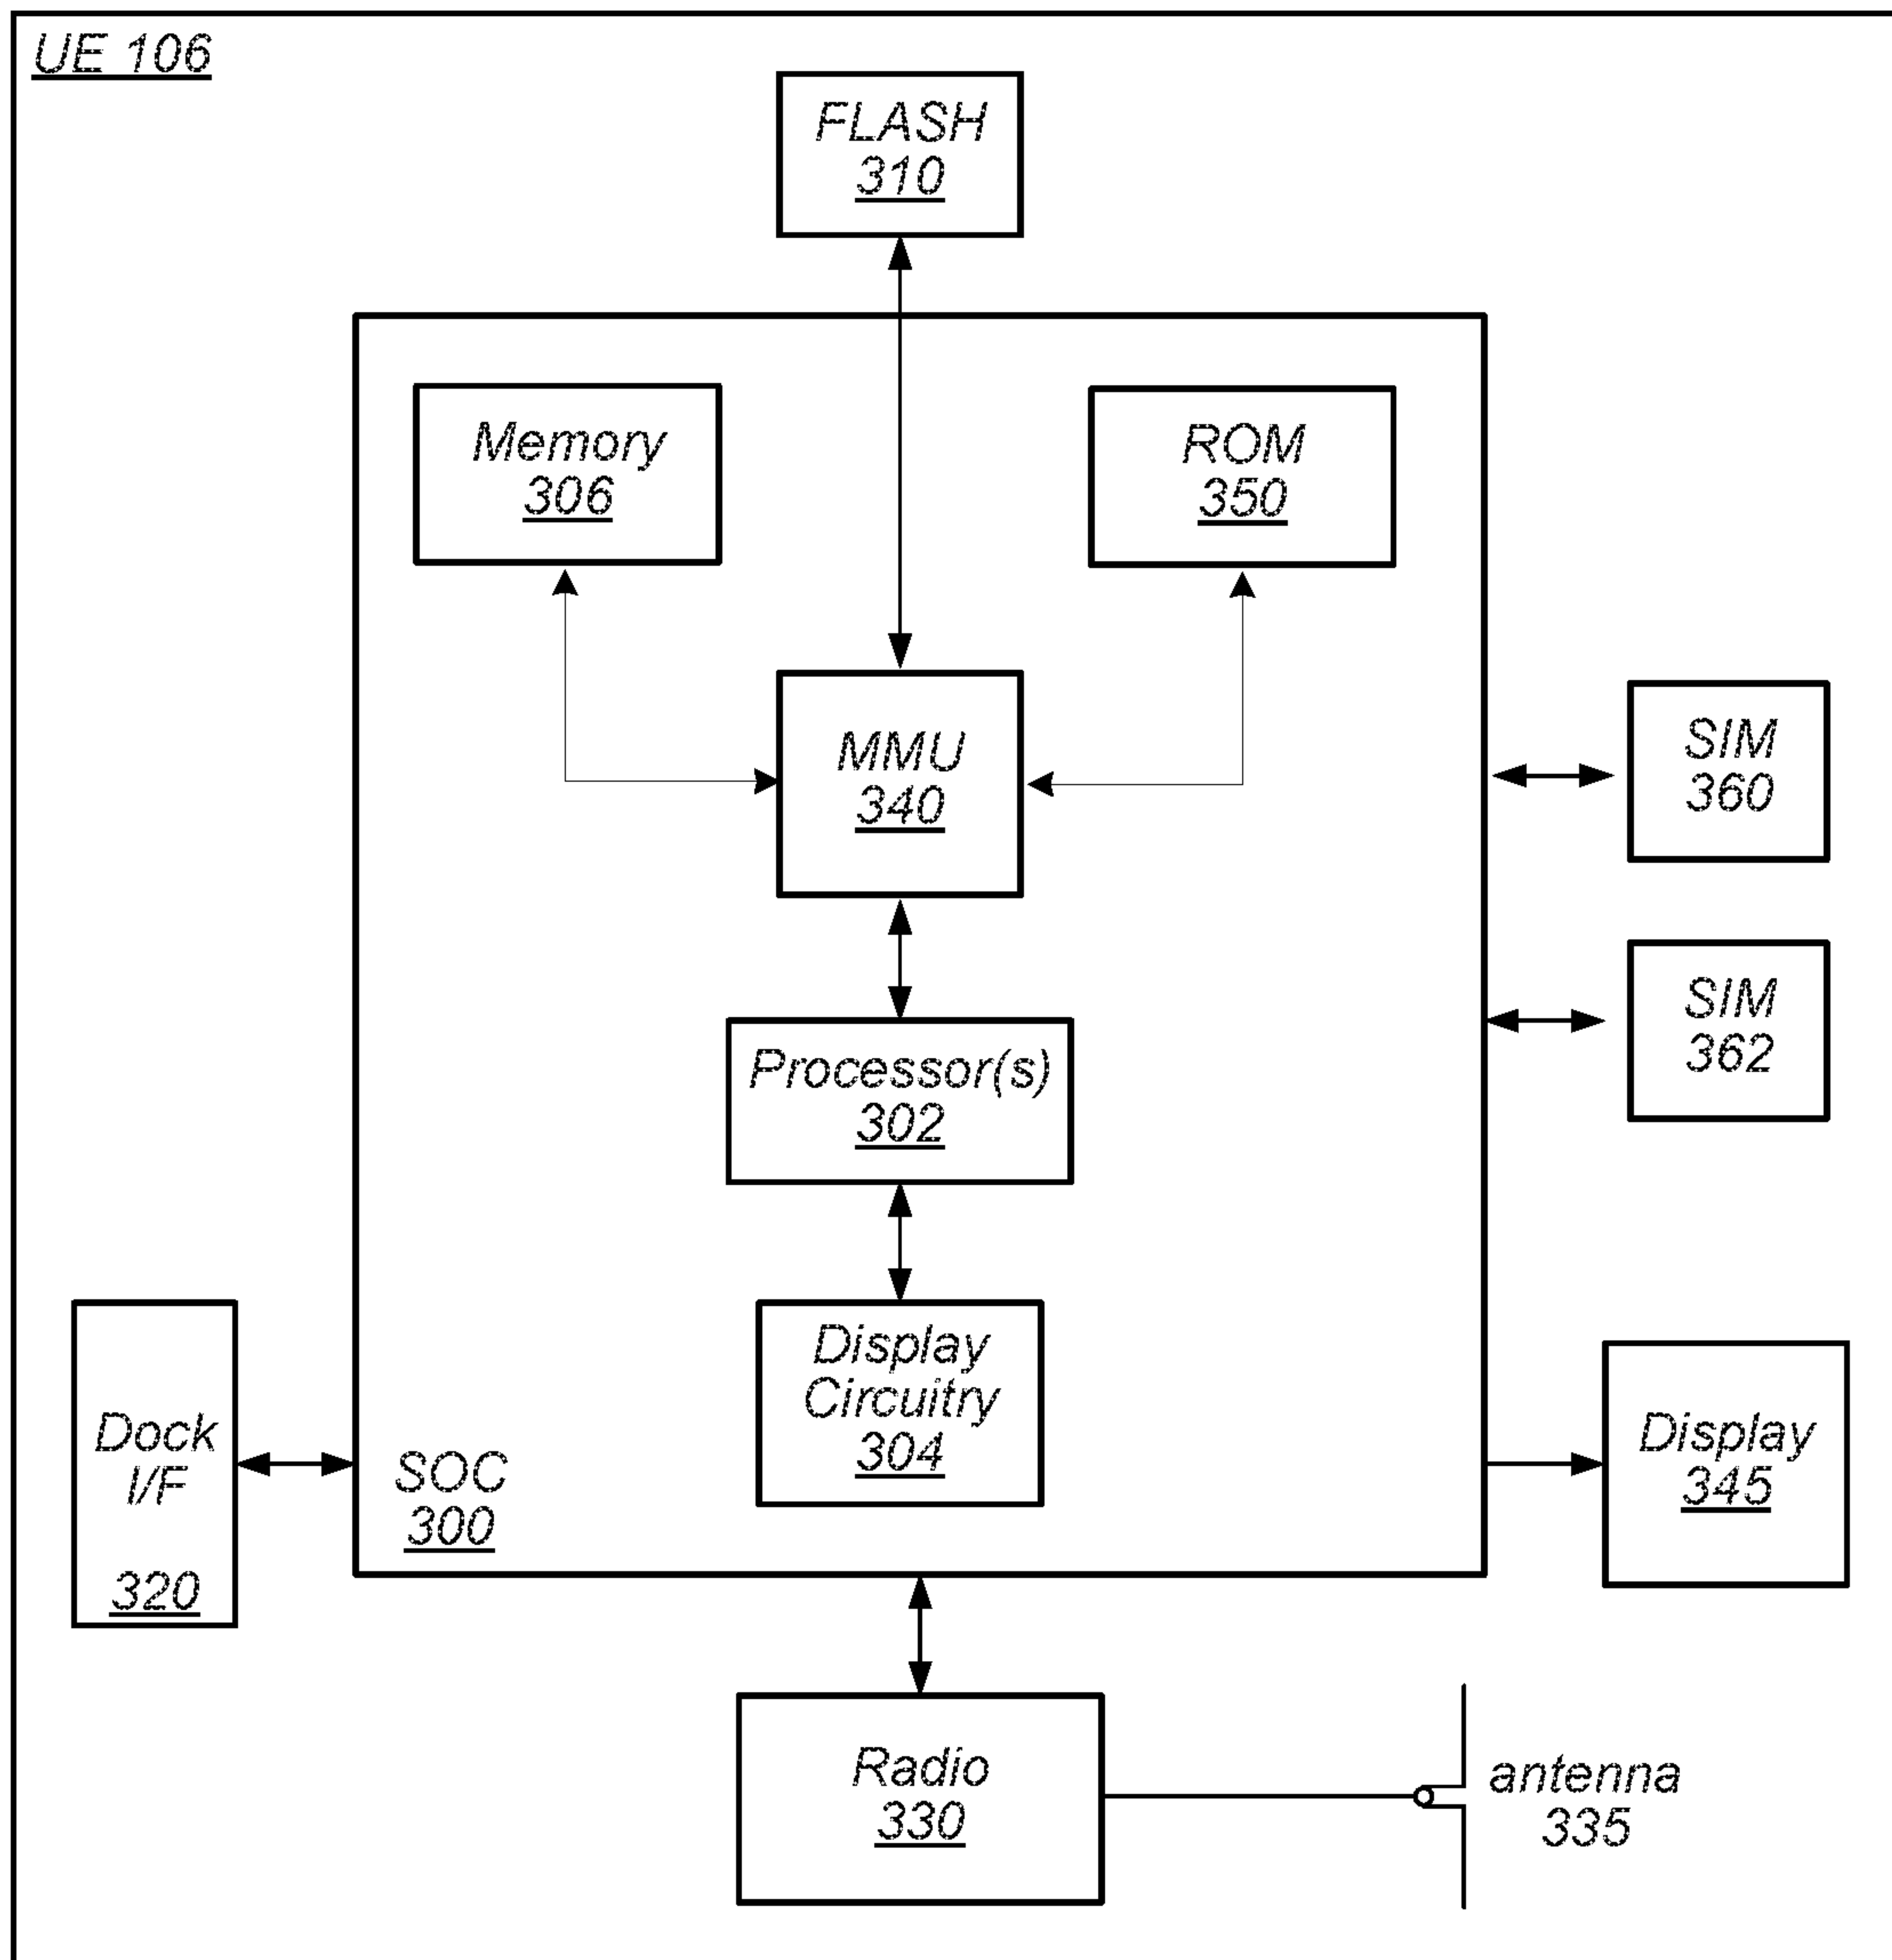 UE 106
FLASH
310
Memory
306
ROM
350
MMU
340
SIM
360
SIM
362
Processor(s)
302
Display
Circuitry
304
Dock
I/F
320
SOC
300
Display
345
Radio
330
antenna
335